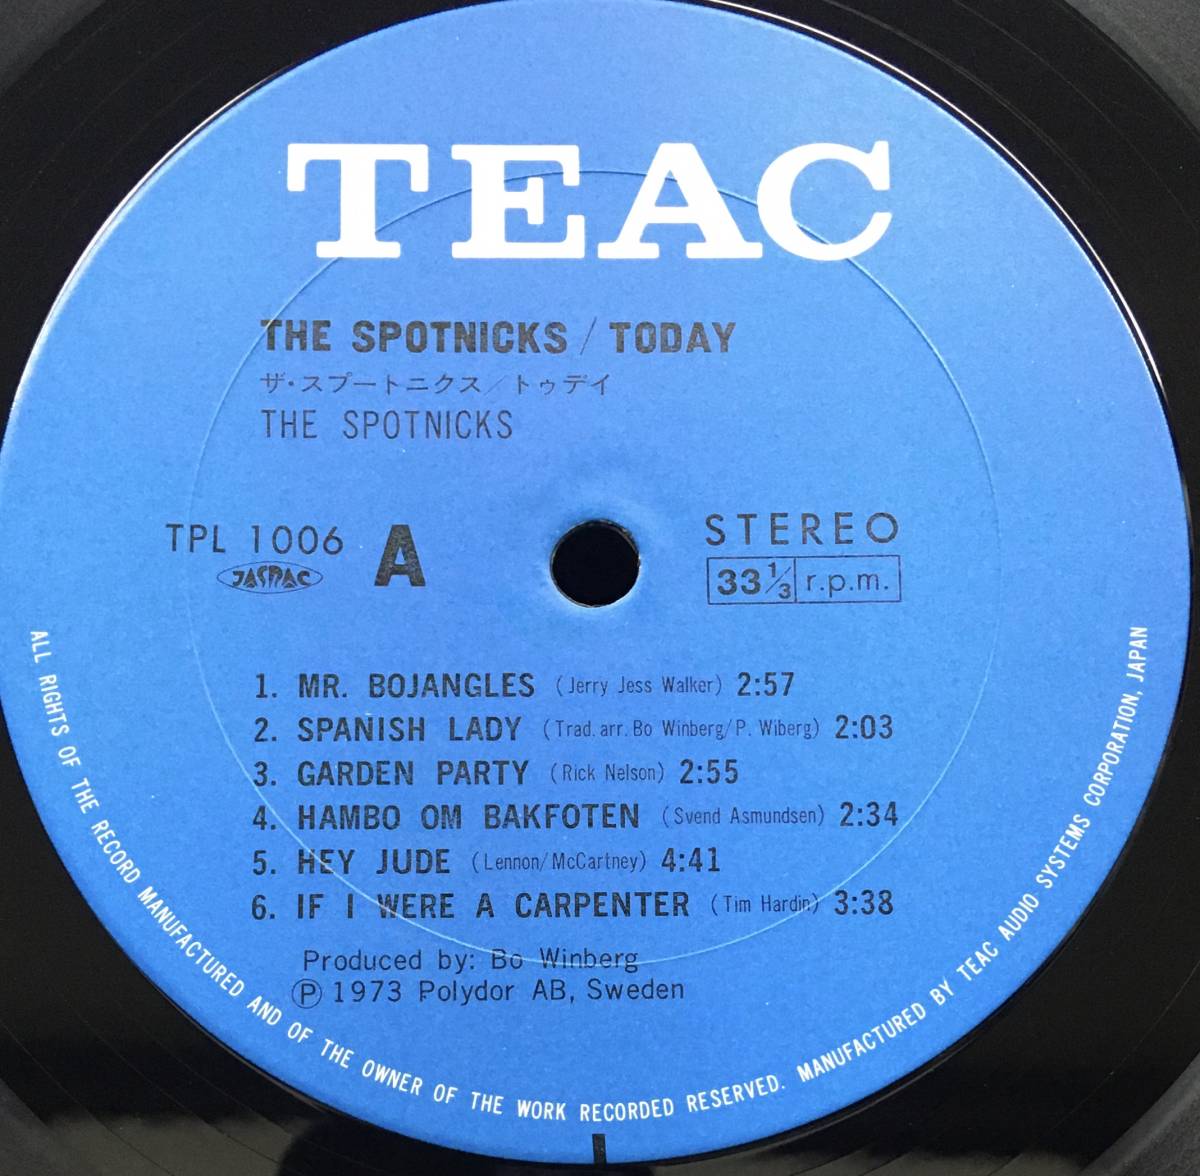 TEAC
THE SPOTNICKS / TODAY
ザ・スプートニクス／トゥデイ
THE SPOTNICKS
TPL 1006 A STEREO
JASRAC 33 1/3 r.p.m.
1. MR. BOJANGLES (Jerry Jess Walker) 2:57
2. SPANISH LADY (Trad. arr. Bo Winberg/P. Wiberg) 2:03
3. GARDEN PARTY (Rick Nelson) 2:55
4. HAMBO OM BAKFOTEN (Svend Asmundsen) 2:34
5. HEY JUDE (Lennon/McCartney) 4:41
6. IF I WERE A CARPENTER (Tim Hardin) 3:38
Produced by: Bo Winberg
Ⓟ 1973 Polydor AB, Sweden
ALL RIGHTS OF THE RECORD MANUFACTURED AND OF THE OWNER OF THE WORK RECORDED RESERVED. MANUFACTURED BY TEAC AUDIO SYSTEMS CORPORATION, JAPAN